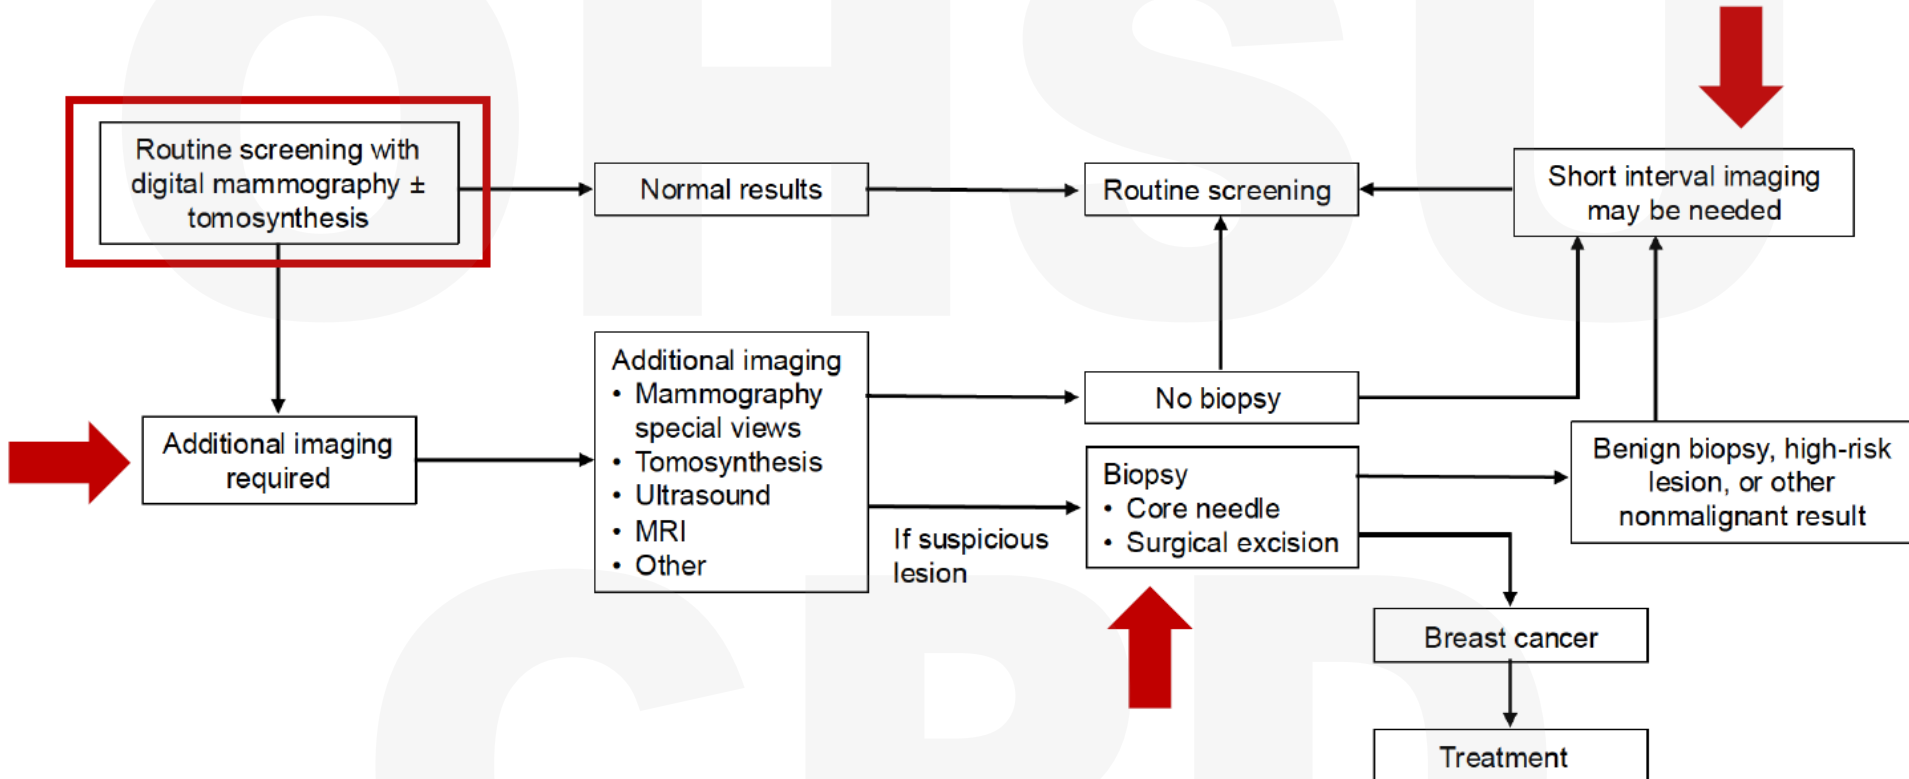 OHSU
Routine screening with
digital mammography ±
tomosynthesis
Normal results
Routine screening
Short interval imaging
may be needed
Additional imaging
required
Additional imaging
• Mammography
special views
• Tomosynthesis
• Ultrasound
• MRI
• Other
If suspicious
lesion
No biopsy
Biopsy
• Core needle
• Surgical excision
Benign biopsy, high-risk
lesion, or other
nonmalignant result
Breast cancer
Treatment
CPD